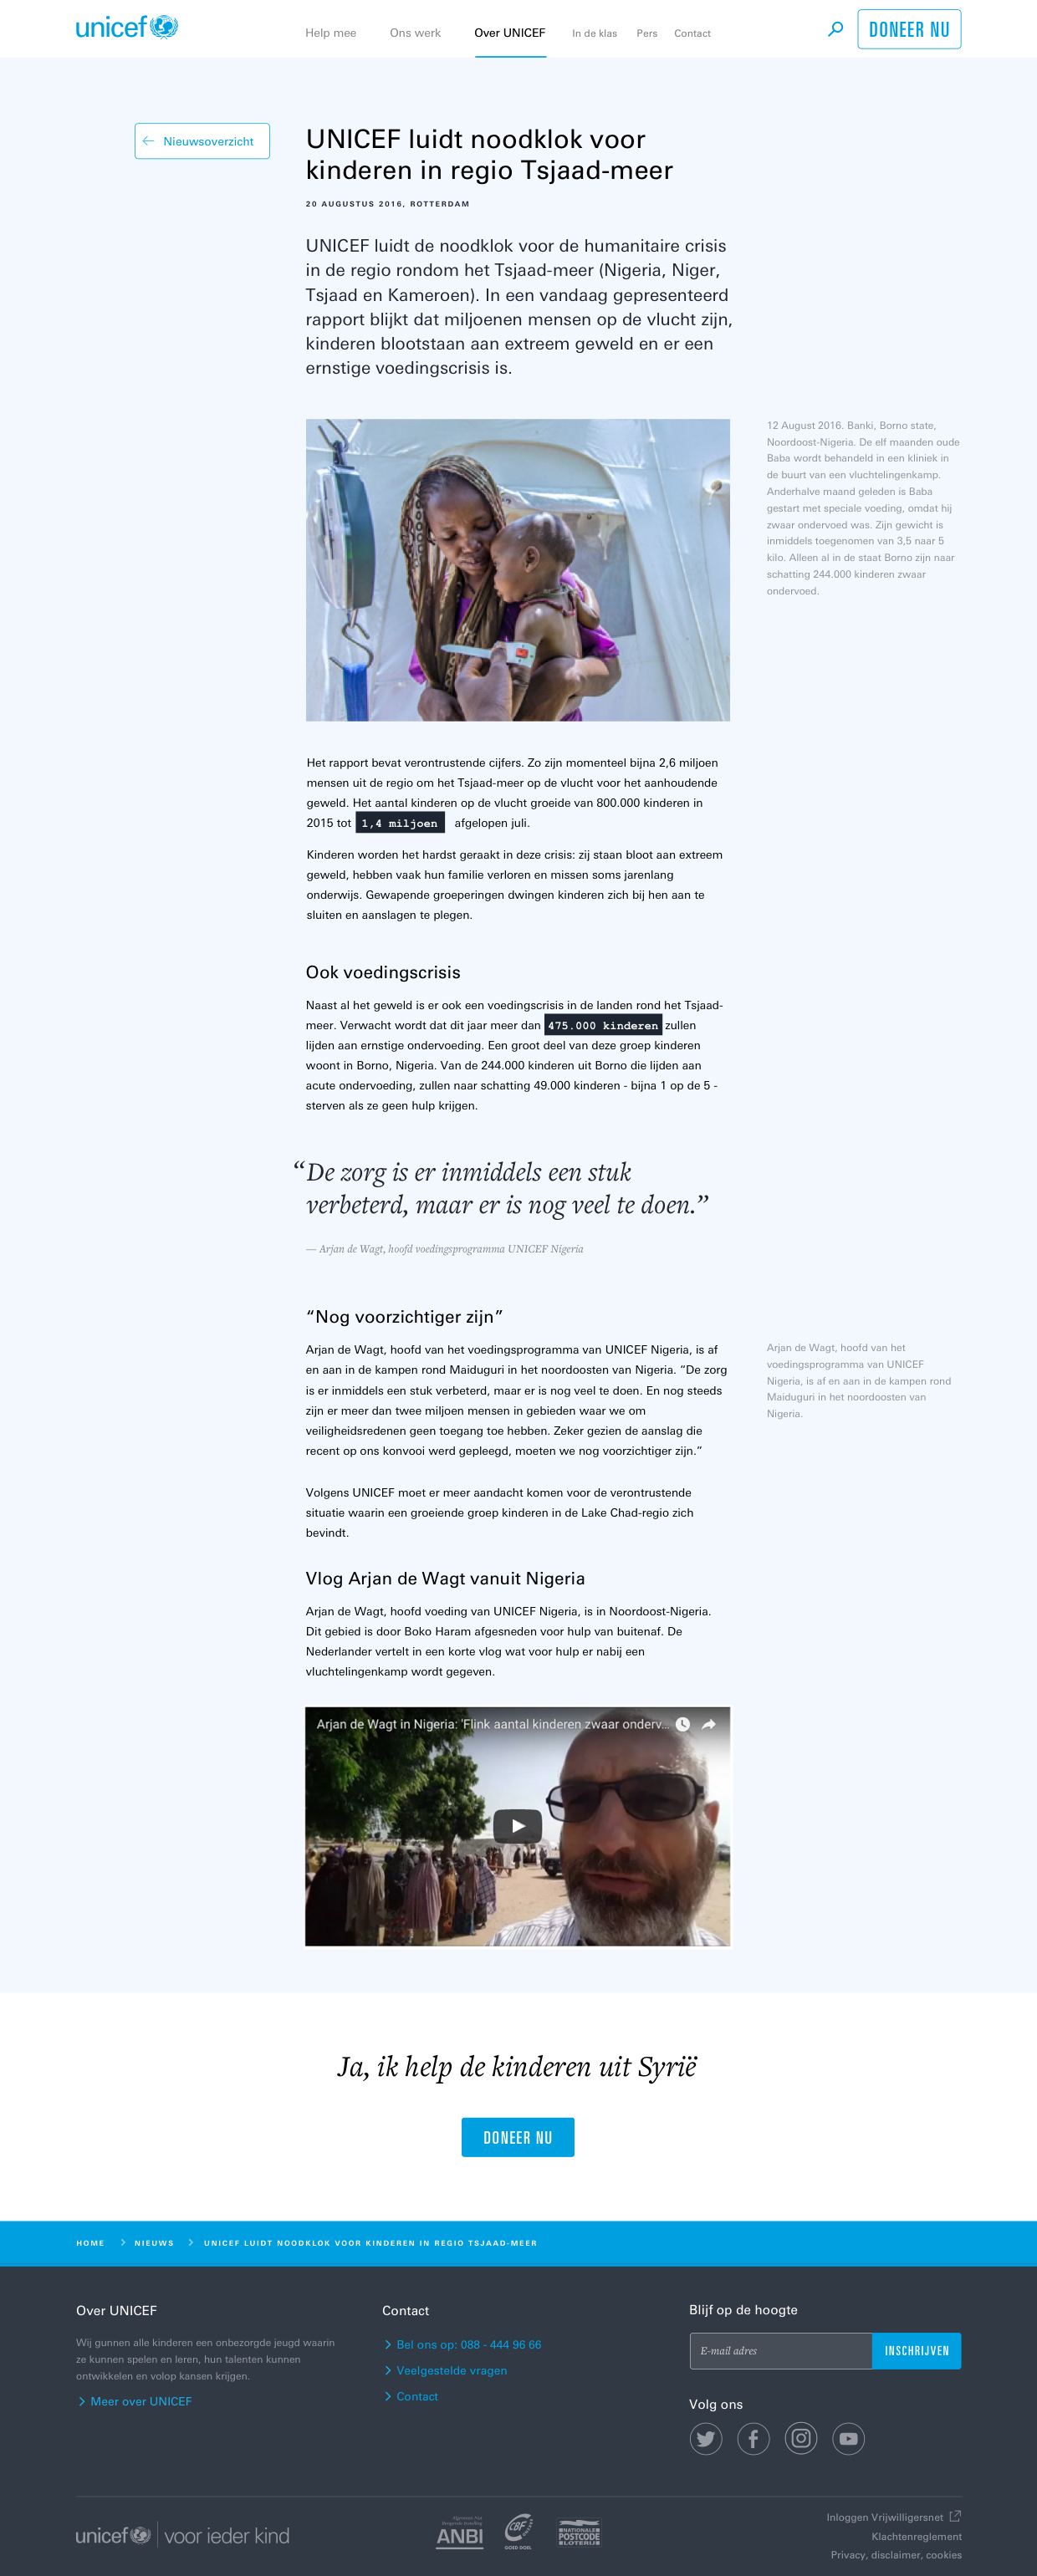 unicef
Help mee
Ons werk
Over UNICEF
In de klas
Pers
Contact
DONEER NU
Nieuwsoverzicht
UNICEF luidt noodklok voor
kinderen in regio Tsjaad-meer
20 AUGUSTUS 2016, ROTTERDAM
UNICEF luidt de noodklok voor de humanitaire crisis
in de regio rondom het Tsjaad-meer (Nigeria, Niger,
Tsjaad en Kameroen). In een vandaag gepresenteerd
rapport blijkt dat miljoenen mensen op de vlucht zijn,
kinderen blootstaan aan extreem geweld en er een
ernstige voedingscrisis is.
12 August 2016. Banki, Borno state,
Noordoost-Nigeria. De elf maanden oude
Baba wordt behandeld in een kliniek in
de buurt van een vluchtelingenkamp.
Anderhalve maand geleden is Baba
gestart met speciale voeding, omdat hij
zwaar ondervoed was. Zijn gewicht is
inmiddels toegenomen van 3,5 naar 5
kilo. Alleen al in de staat Borno zijn naar
schatting 244.000 kinderen zwaar
ondervoed.
Het rapport bevat verontrustende cijfers. Zo zijn momenteel bijna 2,6 miljoen
mensen uit de regio om het Tsjaad-meer op de vlucht voor het aanhoudende
geweld. Het aantal kinderen op de vlucht groeide van 800.000 kinderen in
2015 tot 1,4 miljoen afgelopen juli.
Kinderen worden het hardst geraakt in deze crisis: zij staan bloot aan extreem
geweld, hebben vaak hun familie verloren en missen soms jarenlang
onderwijs. Gewapende groeperingen dwingen kinderen zich bij hen aan te
sluiten en aanslagen te plegen.
Ook voedingscrisis
Naast al het geweld is er ook een voedingscrisis in de landen rond het Tsjaad-
meer. Verwacht wordt dat dit jaar meer dan 475.000 kinderen zullen
lijden aan ernstige ondervoeding. Een groot deel van deze groep kinderen
woont in Borno, Nigeria. Van de 244.000 kinderen uit Borno die lijden aan
acute ondervoeding, zullen naar schatting 49.000 kinderen - bijna 1 op de 5 -
sterven als ze geen hulp krijgen.
“De zorg is er inmiddels een stuk
verbeterd, maar er is nog veel te doen.”
— Arjan de Wagt, hoofd voedingsprogramma UNICEF Nigeria
“Nog voorzichtiger zijn”
Arjan de Wagt, hoofd van het voedingsprogramma van UNICEF Nigeria, is af
en aan in de kampen rond Maiduguri in het noordoosten van Nigeria. “De zorg
is er inmiddels een stuk verbeterd, maar er is nog veel te doen. En nog steeds
zijn er meer dan twee miljoen mensen in gebieden waar we om
veiligheidsredenen geen toegang toe hebben. Zeker gezien de aanslag die
recent op ons konvooi werd gepleegd, moeten we nog voorzichtiger zijn.”
Arjan de Wagt, hoofd van het
voedingsprogramma van UNICEF
Nigeria, is af en aan in de kampen rond
Maiduguri in het noordoosten van
Nigeria.
Volgens UNICEF moet er meer aandacht komen voor de verontrustende
situatie waarin een groeiende groep kinderen in de Lake Chad-regio zich
bevindt.
Vlog Arjan de Wagt vanuit Nigeria
Arjan de Wagt, hoofd voeding van UNICEF Nigeria, is in Noordoost-Nigeria.
Dit gebied is door Boko Haram afgesneden voor hulp van buitenaf. De
Nederlander vertelt in een korte vlog wat voor hulp er nabij een
vluchtelingenkamp wordt gegeven.
Arjan de Wagt in Nigeria: 'Flink aantal kinderen zwaar onderv...
Ja, ik help de kinderen uit Syrië
DONEER NU
HOME
NIEUWS
UNICEF LUIDT NOODKLOK VOOR KINDEREN IN REGIO TSJAAD-MEER
Over UNICEF
Wij gunnen alle kinderen een onbezorgde jeugd waarin
ze kunnen spelen en leren, hun talenten kunnen
ontwikkelen en volop kansen krijgen.
Meer over UNICEF
Contact
Bel ons op: 088 - 444 96 66
Veelgestelde vragen
Contact
Blijf op de hoogte
E-mail adres
INSCHRIJVEN
Volg ons
unicef
voor ieder kind
ANBI
CBF
GOED DOEL
NATIONALE
POSTCODE
LOTERIJ
Inloggen Vrijwilligersnet
Klachtenreglement
Privacy, disclaimer, cookies